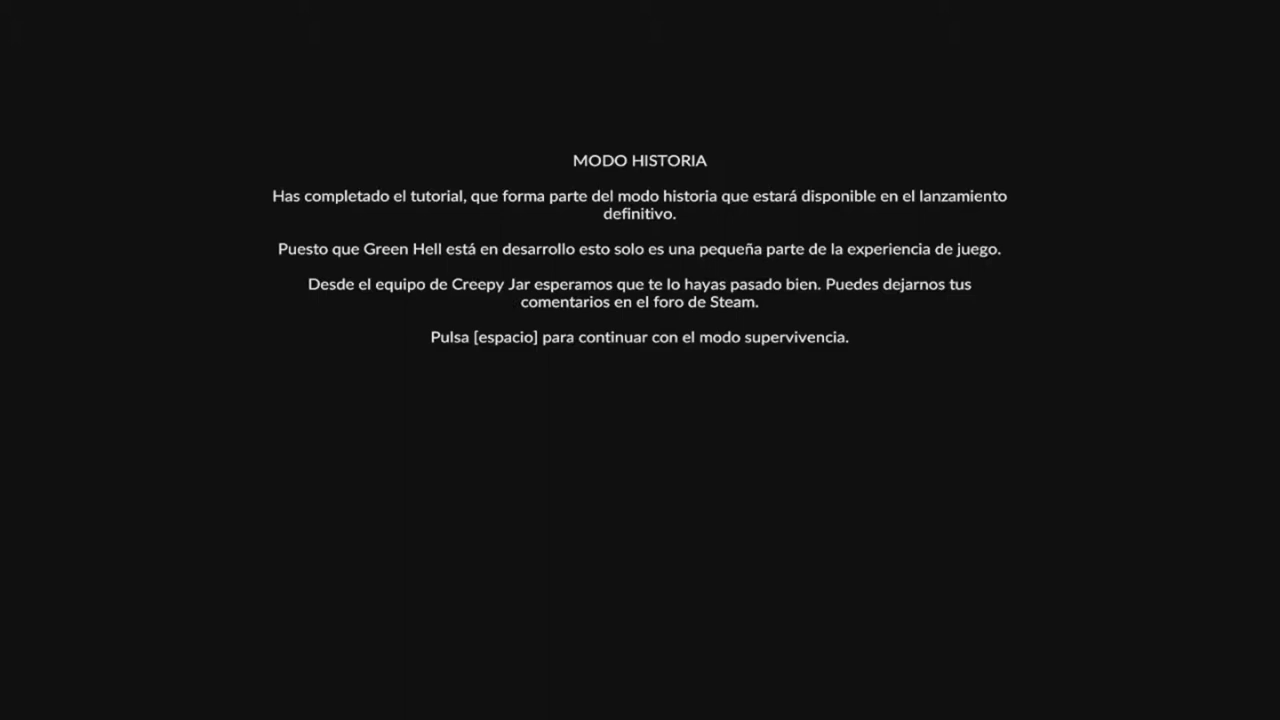 MODO HISTORIA
Has completado el tutorial, que forma parte del modo historia que estará disponible en el lanzamiento
definitivo.
Puesto que Green Hell está en desarrollo esto solo es una pequeña parte de la experiencia de juego.
Desde el equipo de Creepy Jar esperamos que te lo hayas pasado bien. Puedes dejarnos tus
comentarios en el foro de Steam.
Pulsa [espacio] para continuar con el modo supervivencia.